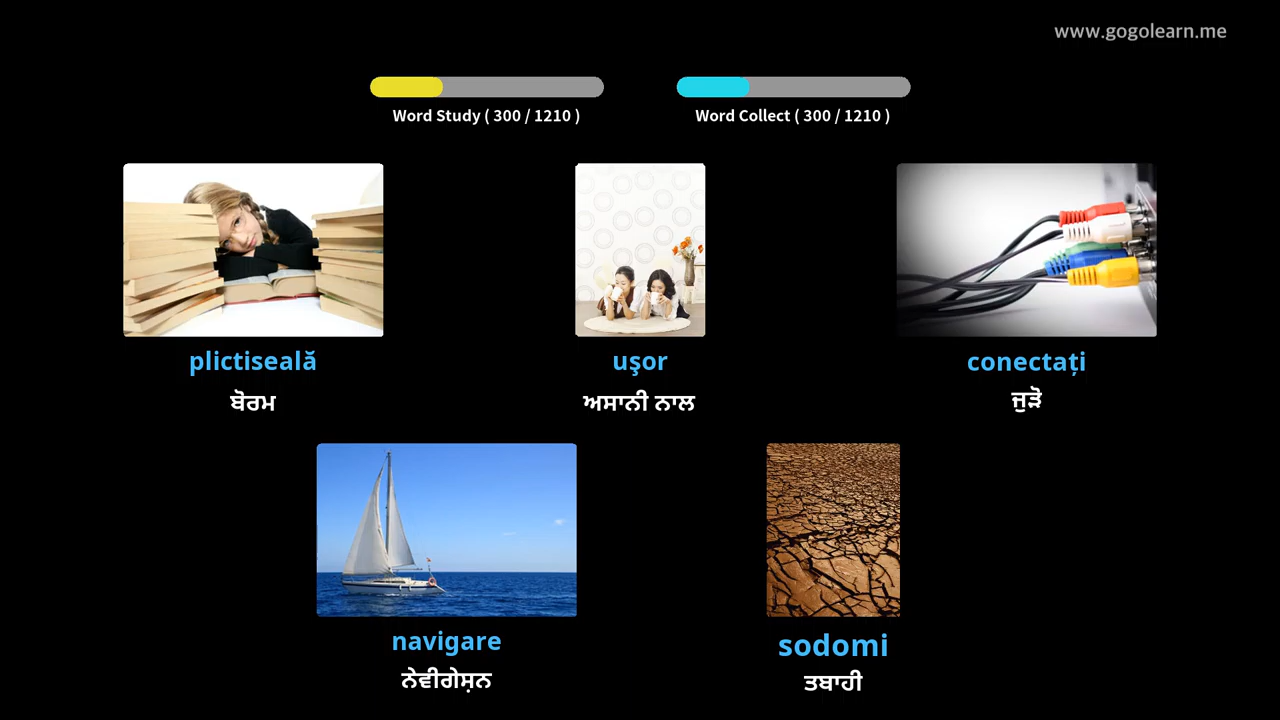 www.gogolearn.me
Word Study ( 300 / 1210 )
Word Collect ( 300 / 1210 )
plictiseală
uşor
conectați
ਬੋਰਮ
ਅਸਾਨੀ ਨਾਲ
ਜੁੜੋ
navigare
sodomi
ਨੇਵੀਗੇਸ਼ਨ
ਤਬਾਹੀ